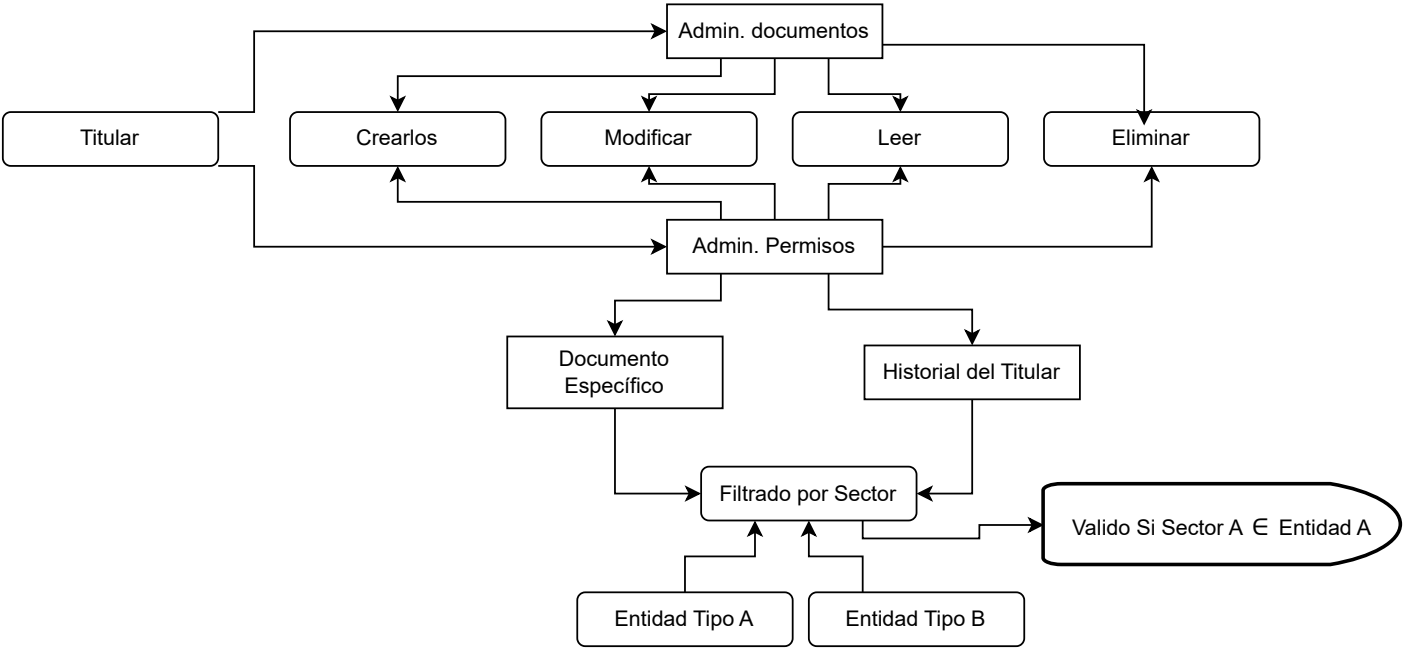 Admin. documentos
Titular
Crearlos
Modificar
Leer
Eliminar
Admin. Permisos
Documento
Específico
Historial del Titular
Filtrado por Sector
Valido Si Sector A ∈ Entidad A
Entidad Tipo A
Entidad Tipo B